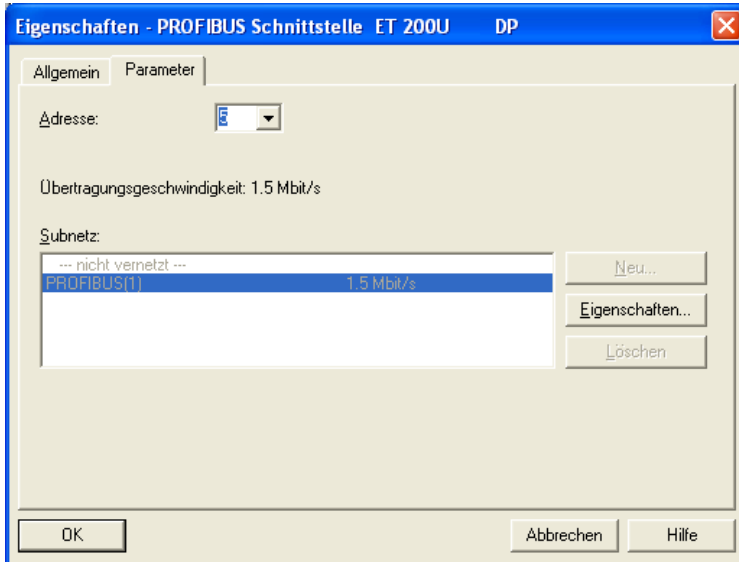 Eigenschaften - PROFIBUS Schnittstelle ET 200U DP
Allgemein Parameter
Adresse:
Übertragungsgeschwindigkeit: 1.5 Mbit/s
Subnetz:
--- nicht vernetzt ---
PROFIBUS(1) 1.5 Mbit/s
Neu...
Eigenschaften...
Löschen
OK Abbrechen Hilfe